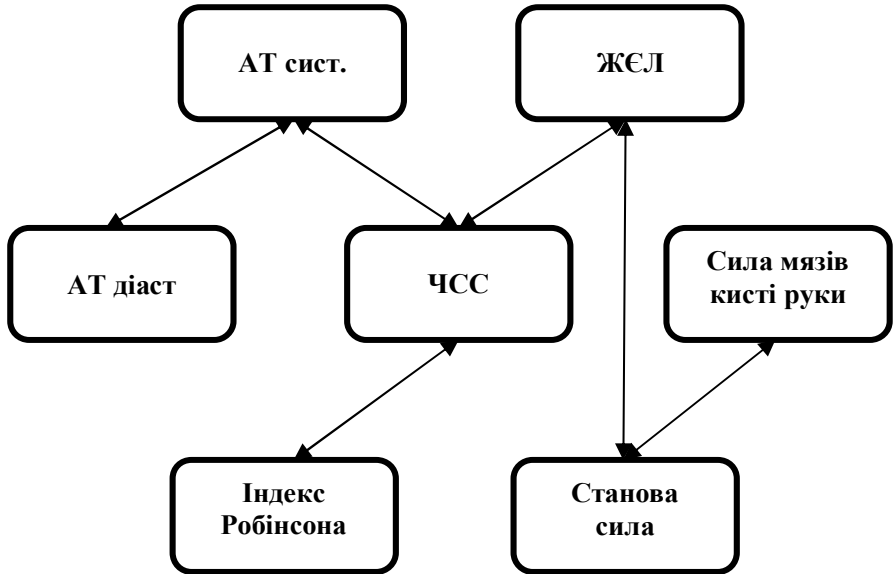 АТ сист.
ЖЄЛ
АТ діаст
ЧСС
Сила мязів
кисті руки
Індекс
Робінсона
Станова
сила